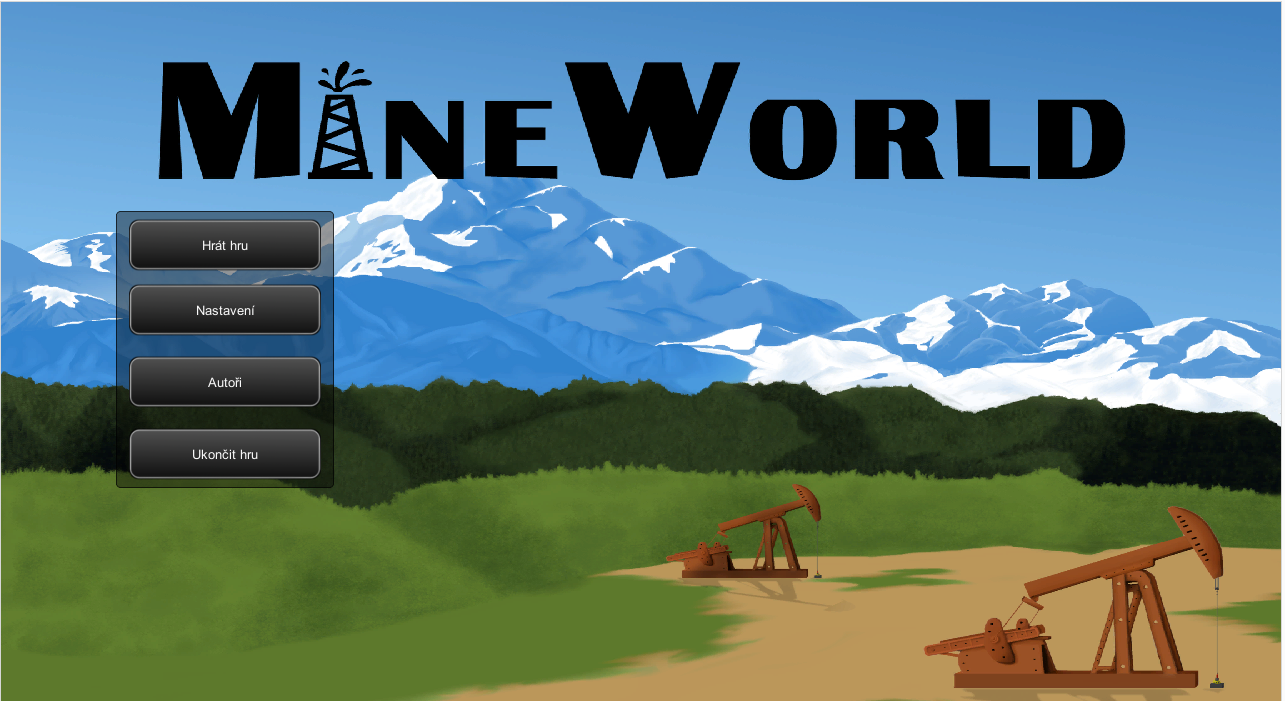 MineWorld
Hrát hru
Nastavení
Autoři
Ukončit hru